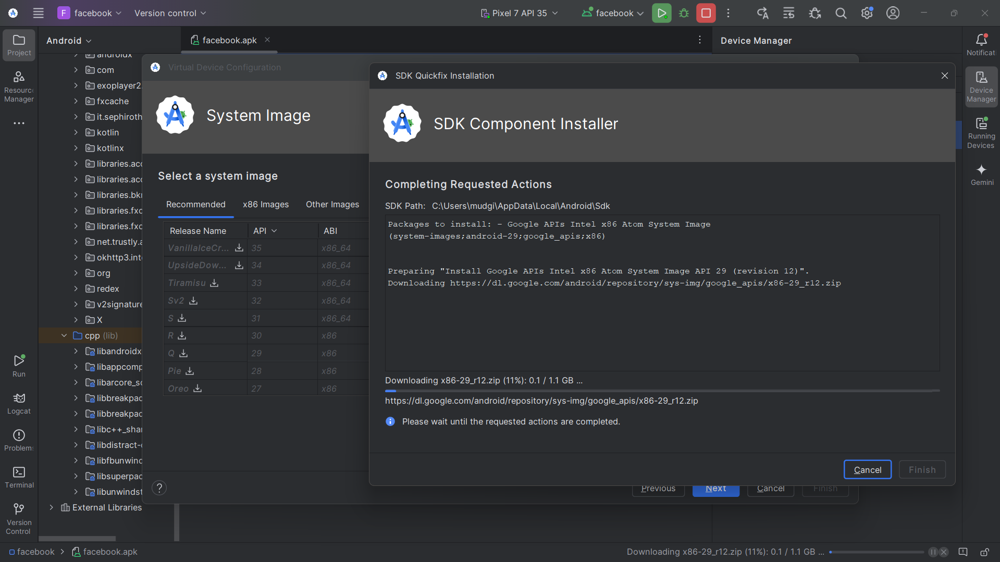 F facebook
Version control
Pixel 7 API 35
facebook
Project
Resourc
Manager
Run
Logcat
Problem
Terminal
Version
Control
Android
androidx
com
exoplayer2.
fxcache
it.sephiroth
kotlin
kotlinx
libraries.acc
libraries.acc
libraries.bk
libraries.fxc
libraries.fxc
net.trustly.a
okhttp3.int
org
redex
v2signature
X
cpp (lib)
libandroidx
libappcomp
libarcore_sc
libbreakpad
libbreakpad
libc++_shar
libdistract-
libfbunwind
libsuperpac
libunwindst
External Libraries
facebook.apk
Device Manager
Virtual Device Configuration
System Image
Select a system image
Recommended x86 Images Other Images
Release Name API ABI
VanillaIceCr... 35 x86_64
UpsideDow... 34 x86_64
Tiramisu 33 x86_64
Sv2 32 x86_64
S 31 x86_64
R 30 x86
Q 29 x86
Pie 28 x86
Oreo 27 x86
?
Previous Next Cancel Finish
SDK Quickfix Installation
SDK Component Installer
Completing Requested Actions
SDK Path: C:\Users\mudgi\AppData\Local\Android\Sdk
Packages to install: - Google APIs Intel x86 Atom System Image
(system-images;android-29;google_apis;x86)
Preparing "Install Google APIs Intel x86 Atom System Image API 29 (revision 12)".
Downloading https://dl.google.com/android/repository/sys-img/google_apis/x86-29_r12.zip
Downloading x86-29_r12.zip (11%): 0.1 / 1.1 GB ...
https://dl.google.com/android/repository/sys-img/google_apis/x86-29_r12.zip
Please wait until the requested actions are completed.
Cancel Finish
Notificat
Device
Manager
Running
Devices
Gemini
facebook > facebook.apk
Downloading x86-29_r12.zip (11%): 0.1 / 1.1 GB ...